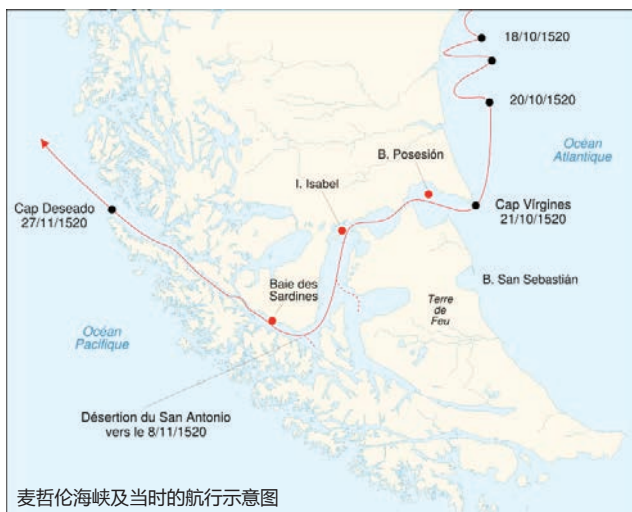 18/10/1520
20/10/1520
Océan
Atlantique
B. Posesión
I. Isabel
Cap Deseado
27/11/1520
Cap Vírgines
21/10/1520
Baie des
Sardines
B. San Sebastián
Terre
de
Feu
Océan
Pacifique
Désertion du San Antonio
vers le 8/11/1520
麦哲伦海峡及当时的航行示意图